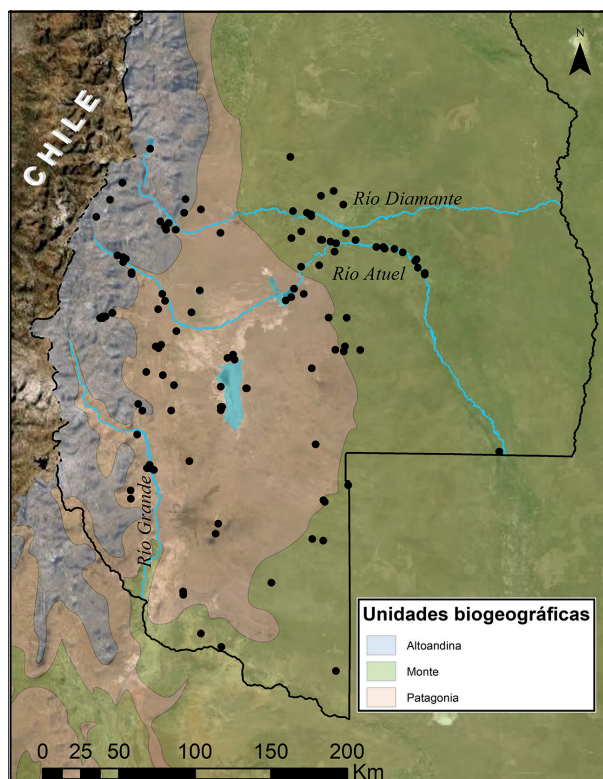 N
CHILE
Río Diamante
Río Atuel
Río Grande
Unidades biogeográficas
Altoandina
Monte
Patagonia
0 25 50 100 150 200
Km